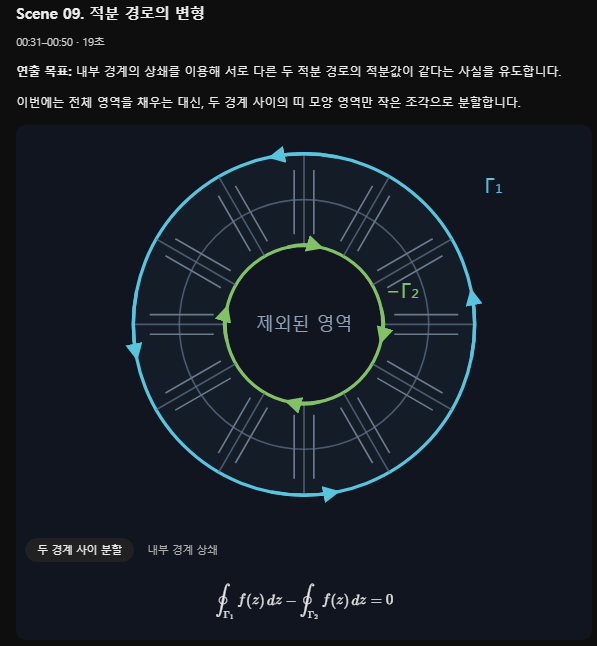 Scene 09. 적분 경로의 변형
00:31–00:50 · 19초
연출 목표: 내부 경계의 상쇄를 이용해 서로 다른 두 적분 경로의 적분값이 같다는 사실을 유도합니다.
이번에는 전체 영역을 채우는 대신, 두 경계 사이의 띠 모양 영역만 작은 조각으로 분할합니다.
Γ₁
−Γ₂
제외된 영역
두 경계 사이 분할
내부 경계 상쇄
∮_Γ₁ f(z) dz − ∮_Γ₂ f(z) dz = 0